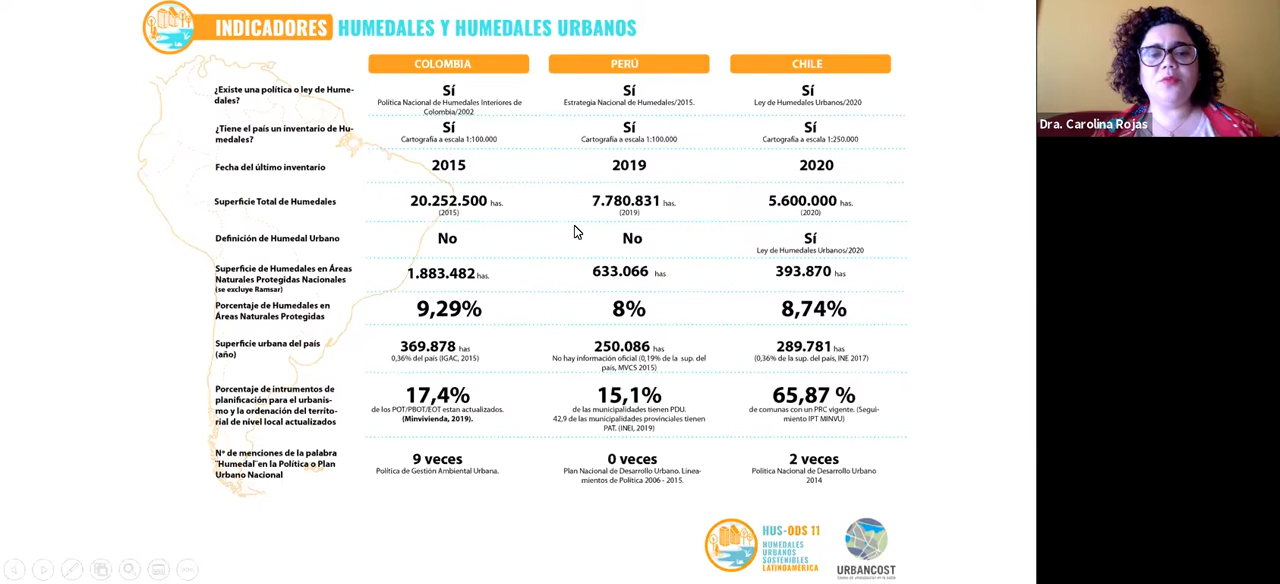 INDICADORES HUMEDALES Y HUMEDALES URBANOS
COLOMBIA PERÚ CHILE
¿Existe una política o ley de Hume-
dales?
Sí
Política Nacional de Humedales Interiores de
Colombia/2002
Sí
Estrategia Nacional de Humedales/2015.
Sí
Ley de Humedales Urbanos/2020
¿Tiene el país un inventario de Hu-
medales?
Sí
Cartografía a escala 1:100.000
Sí
Cartografía a escala 1:100.000
Sí
Cartografía a escala 1:250.000
Fecha del último inventario
2015
2019
2020
Superficie Total de Humedales
20.252.500 has.
(2015)
7.780.831 has.
(2019)
5.600.000 has.
(2020)
Definición de Humedal Urbano
No
No
Sí
Ley de Humedales Urbanos/2020
Superficie de Humedales en Áreas
Naturales Protegidas Nacionales
(se excluye Ramsar)
1.883.482 has.
633.066 has
393.870 has
Porcentaje de Humedales en
Áreas Naturales Protegidas
9,29%
8%
8,74%
Superficie urbana del país
(año)
369.878 has
0,36% del país (IGAC, 2015)
250.086 has
No hay información oficial (0,19% de la sup. del
país, MVCS 2015)
289.781 has
(0,36% de la sup. del país, INE 2017)
Porcentaje de intrumentos de
planificación para el urbanis-
mo y la ordenación del territo-
rial de nivel local actualizados
17,4%
de los POT/PBOT/EOT estan actualizados.
(Minvivienda, 2019).
15,1%
de las municipalidades tienen PDU.
42,9 de las municipalidades provinciales tienen
PAT. (INEI, 2019)
65,87 %
de comunas con un PRC vigente. (Segui-
miento IPT MINVU)
Nº de menciones de la palabra
"Humedal" en la Política o Plan
Urbano Nacional
9 veces
Política de Gestión Ambiental Urbana.
0 veces
Plan Nacional de Desarrollo Urbano. Linea-
mientos de Política 2006 - 2015.
2 veces
Politica Nacional de Desarrollo Urbano
2014
HUS-ODS 11
HUMEDALES
URBANOS
SOSTENIBLES
LATINOAMÉRICA
URBANCOST
Dra. Carolina Rojas